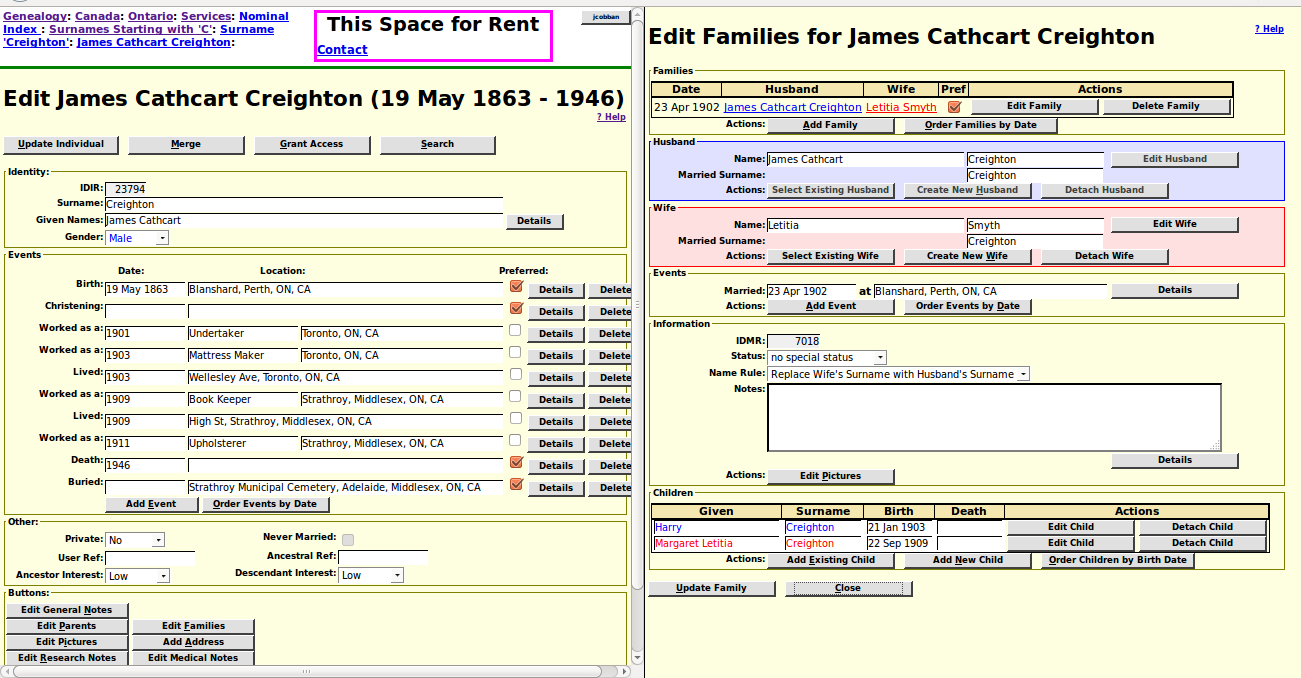 Genealogy: Canada: Ontario: Services: Nominal
Index : Surnames Starting with 'C': Surname
'Creighton': James Cathcart Creighton:
This Space for Rent
Contact
jcobban
Edit James Cathcart Creighton (19 May 1863 - 1946)
? Help
Update Individual Merge Grant Access Search
Identity:
IDIR: 23794
Surname: Creighton
Given Names: James Cathcart Details
Gender: Male
Events
Date: Location: Preferred:
Birth: 19 May 1863 Blanshard, Perth, ON, CA Details Delete
Christening: Details Delete
Worked as a: 1901 Undertaker Toronto, ON, CA Details Delete
Worked as a: 1903 Mattress Maker Toronto, ON, CA Details Delete
Lived: 1903 Wellesley Ave, Toronto, ON, CA Details Delete
Worked as a: 1909 Book Keeper Strathroy, Middlesex, ON, CA Details Delete
Lived: 1909 High St, Strathroy, Middlesex, ON, CA Details Delete
Worked as a: 1911 Upholsterer Strathroy, Middlesex, ON, CA Details Delete
Death: 1946 Details Delete
Buried: Strathroy Municipal Cemetery, Adelaide, Middlesex, ON, CA Details Delete
Add Event Order Events by Date
Other:
Private: No Never Married:
User Ref: Ancestral Ref:
Ancestor Interest: Low Descendant Interest: Low
Buttons:
Edit General Notes
Edit Parents Edit Families
Edit Pictures Add Address
Edit Research Notes Edit Medical Notes
Edit Families for James Cathcart Creighton
? Help
Families
Date Husband Wife Pref Actions
23 Apr 1902 James Cathcart Creighton Letitia Smyth Edit Family Delete Family
Actions: Add Family Order Families by Date
Husband
Name: James Cathcart Creighton Edit Husband
Married Surname: Creighton
Actions: Select Existing Husband Create New Husband Detach Husband
Wife
Name: Letitia Smyth Edit Wife
Married Surname: Creighton
Actions: Select Existing Wife Create New Wife Detach Wife
Events
Married: 23 Apr 1902 at Blanshard, Perth, ON, CA Details
Actions: Add Event Order Events by Date
Information
IDMR: 7018
Status: no special status
Name Rule: Replace Wife's Surname with Husband's Surname
Notes:
Details
Actions: Edit Pictures
Children
Given Surname Birth Death Actions
Harry Creighton 21 Jan 1903 Edit Child Detach Child
Margaret Letitia Creighton 22 Sep 1909 Edit Child Detach Child
Actions: Add Existing Child Add New Child Order Children by Birth Date
Update Family Close